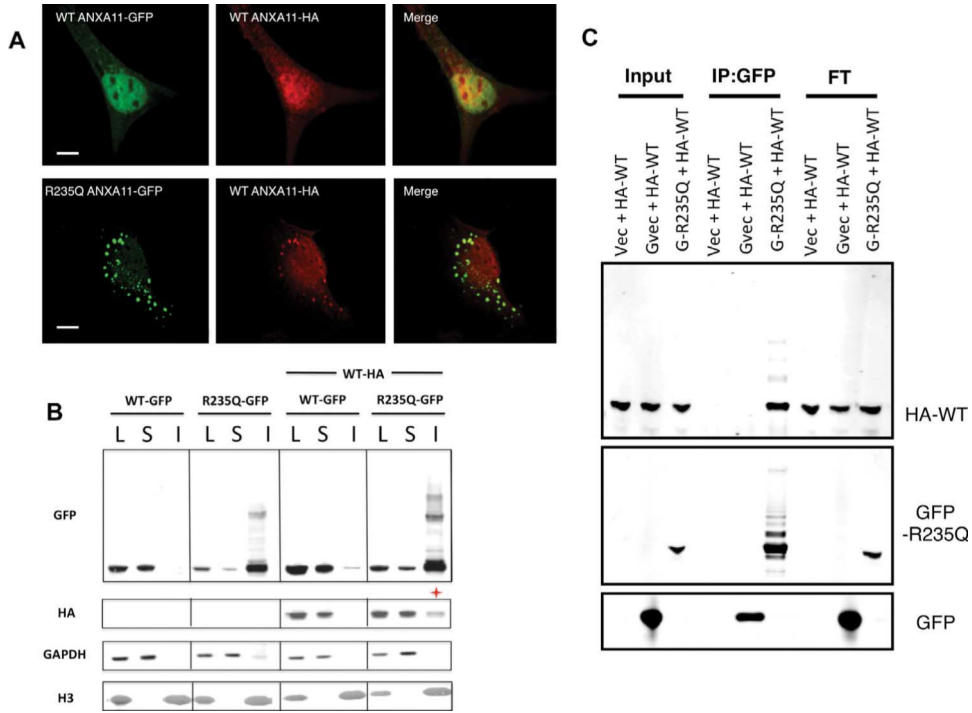 A
WT ANXA11-GFP
WT ANXA11-HA
Merge
R235Q ANXA11-GFP
WT ANXA11-HA
Merge
B
WT-HA
WT-GFP
R235Q-GFP
WT-GFP
R235Q-GFP
L S I L S I L S I L S I
GFP
HA
GAPDH
H3
C
Input
IP:GFP
FT
Vec + HA-WT
Gvec + HA-WT
G-R235Q + HA-WT
Vec + HA-WT
Gvec + HA-WT
G-R235Q + HA-WT
Vec + HA-WT
Gvec + HA-WT
G-R235Q + HA-WT
HA-WT
GFP
-R235Q
GFP